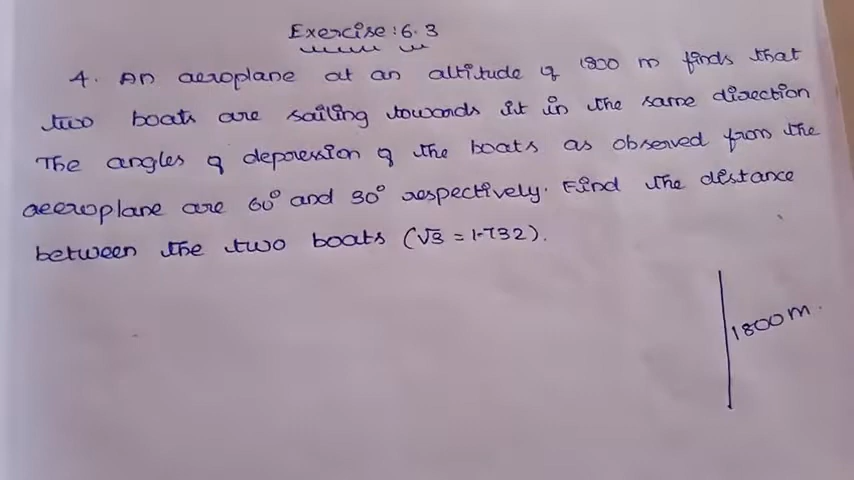 Exercise : 6.3
4. An aeroplane at an altitude of 1800 m finds that
two boats are sailing towards it in the same direction
The angles of depression of the boats as observed from the
aeeroplane are 60° and 30° respectively. Find the distance
between the two boats (√3 = 1.732).
1800 m.